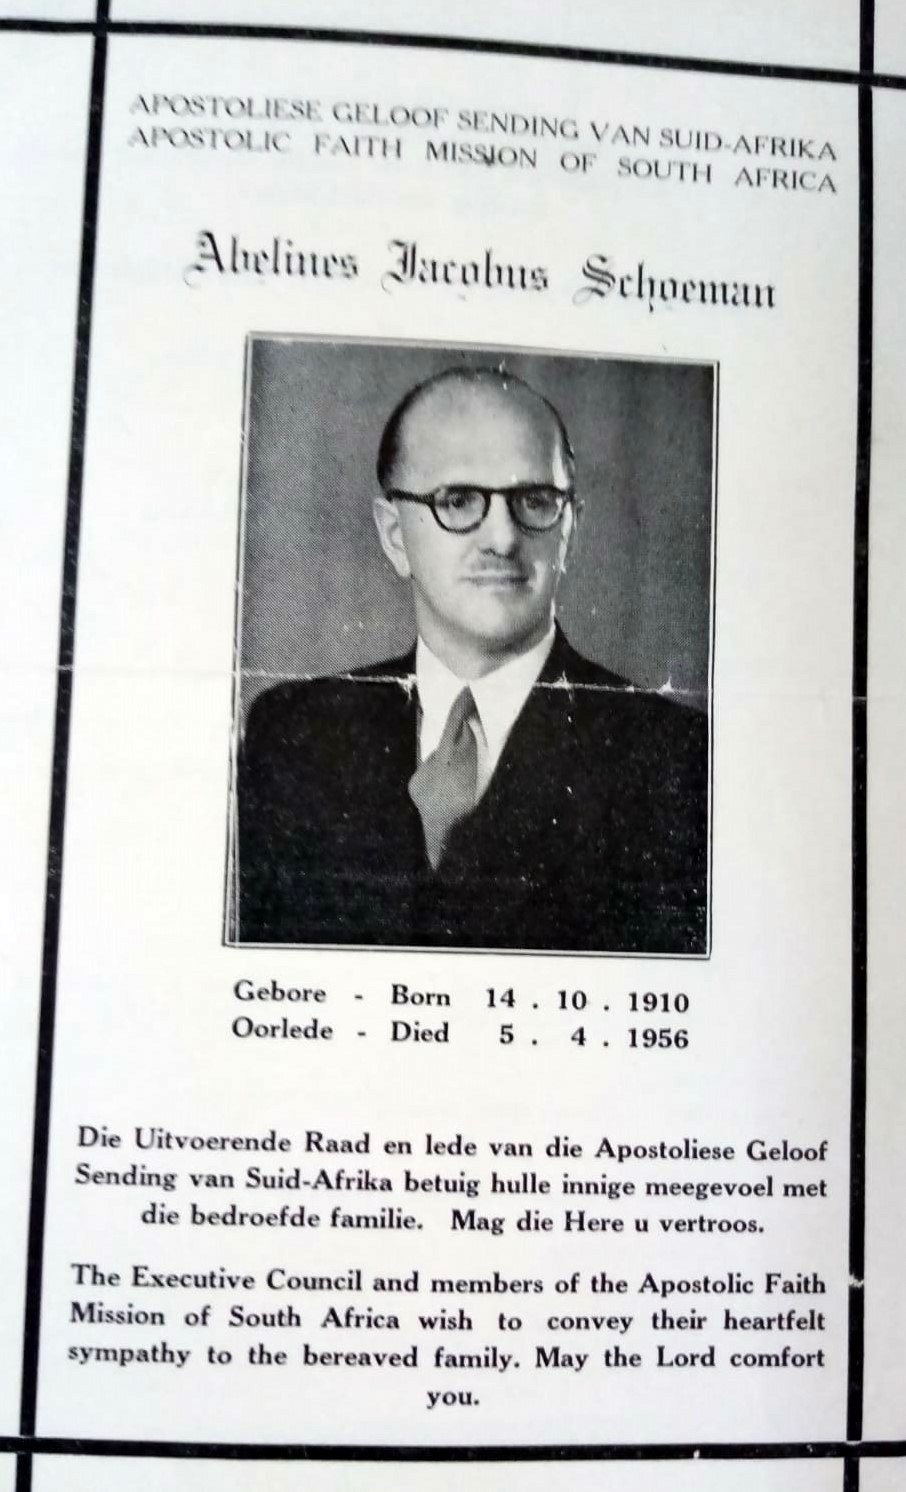 APOSTOLIESE GELOOF SENDING VAN SUID-AFRIKA
APOSTOLIC FAITH MISSION OF SOUTH AFRICA
Abelines Jacobus Schoeman
Gebore - Born 14 . 10 . 1910
Oorlede - Died 5 . 4 . 1956
Die Uitvoerende Raad en lede van die Apostoliese Geloof
Sending van Suid-Afrika betuig hulle innige meegevoel met
die bedroefde familie. Mag die Here u vertroos.
The Executive Council and members of the Apostolic Faith
Mission of South Africa wish to convey their heartfelt
sympathy to the bereaved family. May the Lord comfort
you.